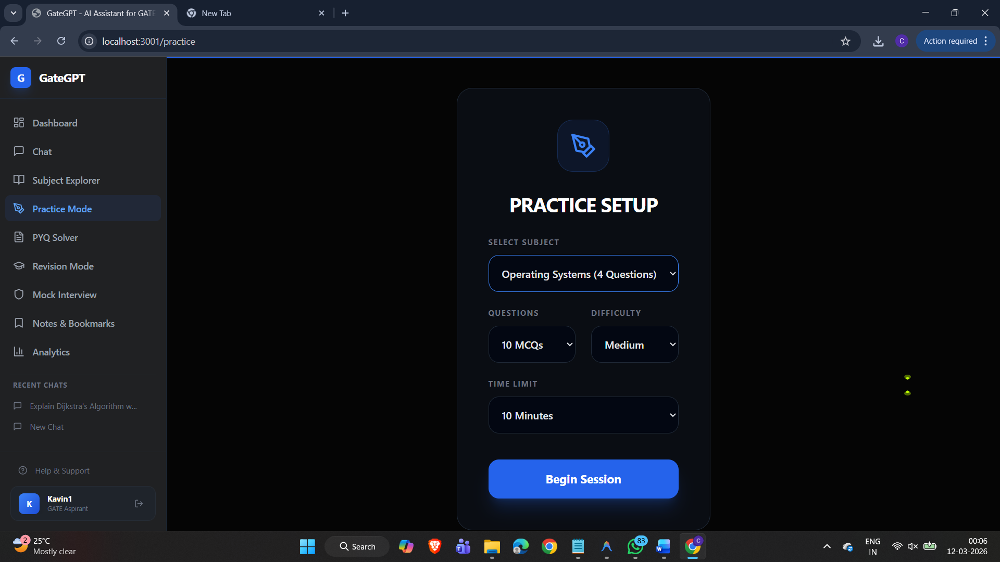 GateGPT - AI Assistant for GATE
New Tab
localhost:3001/practice
C
Action required
G
GateGPT
Dashboard
Chat
Subject Explorer
Practice Mode
PYQ Solver
Revision Mode
Mock Interview
Notes & Bookmarks
Analytics
RECENT CHATS
Explain Dijkstra's Algorithm w...
New Chat
Help & Support
K
Kavin1
GATE Aspirant
PRACTICE SETUP
SELECT SUBJECT
Operating Systems (4 Questions)
QUESTIONS
DIFFICULTY
10 MCQs
Medium
TIME LIMIT
10 Minutes
Begin Session
2
25°C
Mostly clear
Search
T
83
W
C
ENG
IN
00:06
12-03-2026